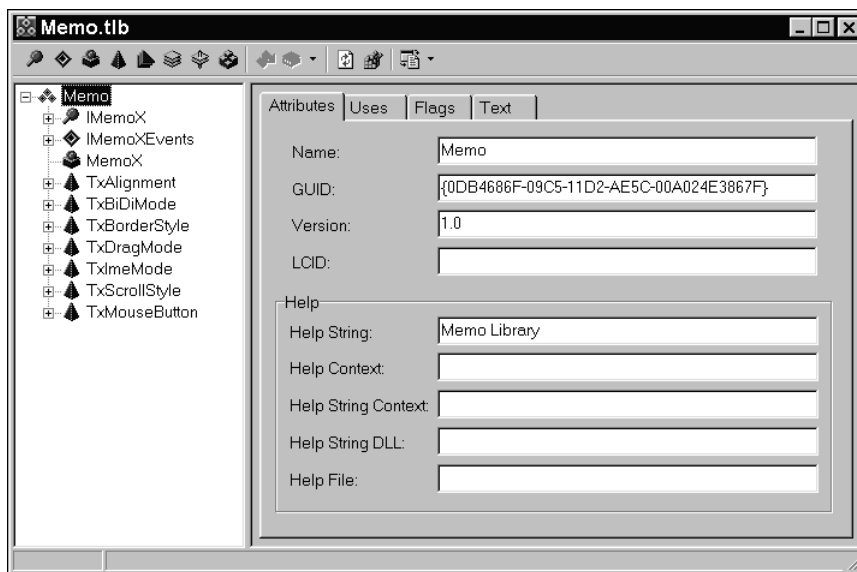 Memo.tlb
Memo
IMemoX
IMemoXEvents
MemoX
TxAlignment
TxBiDiMode
TxBorderStyle
TxDragMode
TxImeMode
TxScrollStyle
TxMouseButton
Attributes Uses Flags Text
Name: Memo
GUID: {0DB4686F-09C5-11D2-AE5C-00A024E3867F}
Version: 1.0
LCID:
Help
Help String: Memo Library
Help Context:
Help String Context:
Help String DLL:
Help File: